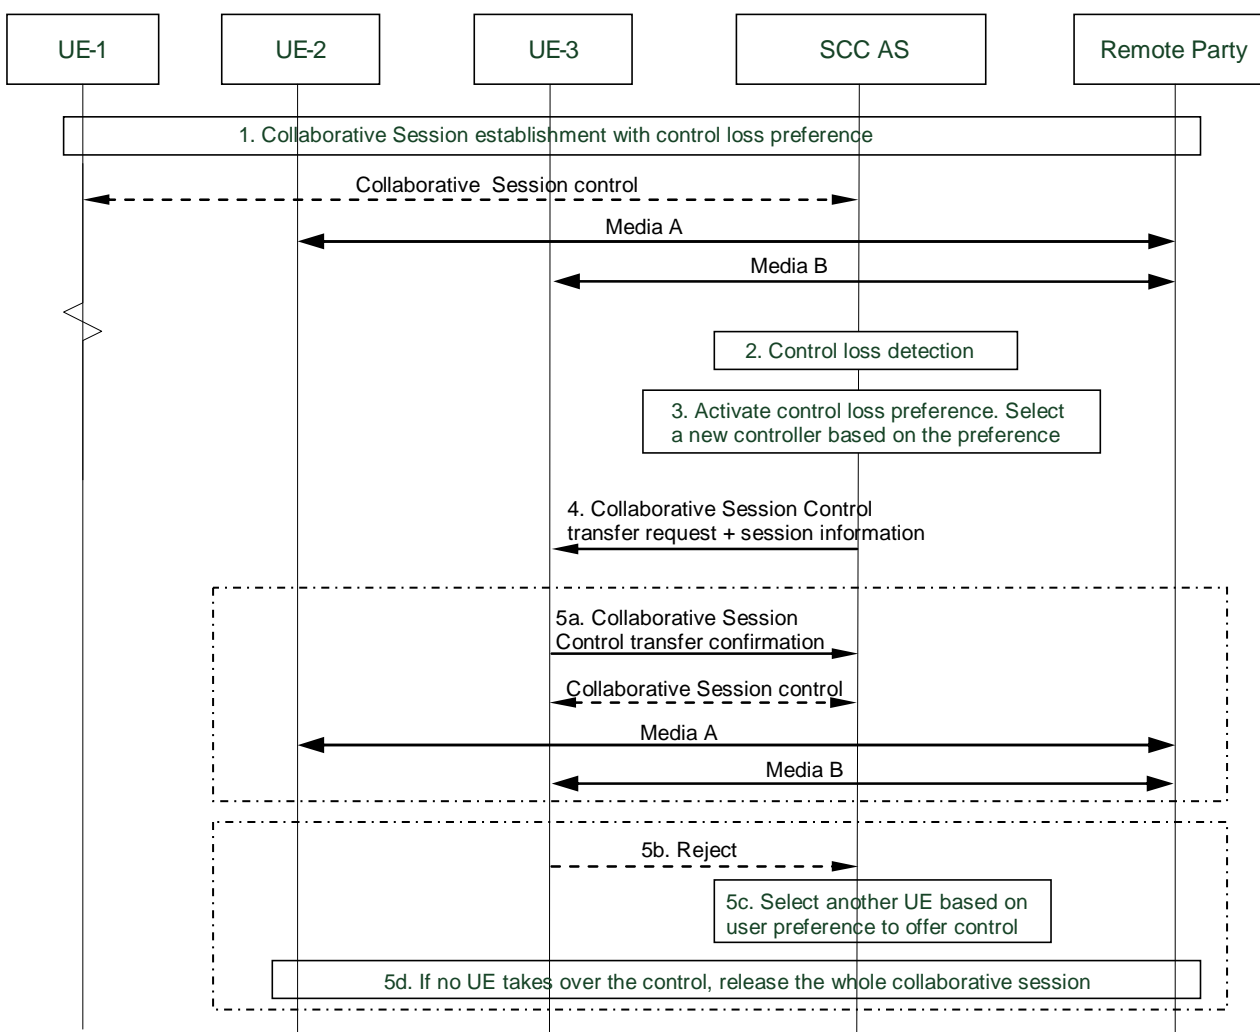 UE-1
UE-2
UE-3
SCC AS
Remote Party
1. Collaborative Session establishment with control loss preference
Collaborative Session control
Media A
Media B
2. Control loss detection
3. Activate control loss preference. Select
a new controller based on the preference
4. Collaborative Session Control
transfer request + session information
5a. Collaborative Session
Control transfer confirmation
Collaborative Session control
Media A
Media B
5b. Reject
5c. Select another UE based on
user preference to offer control
5d. If no UE takes over the control, release the whole collaborative session